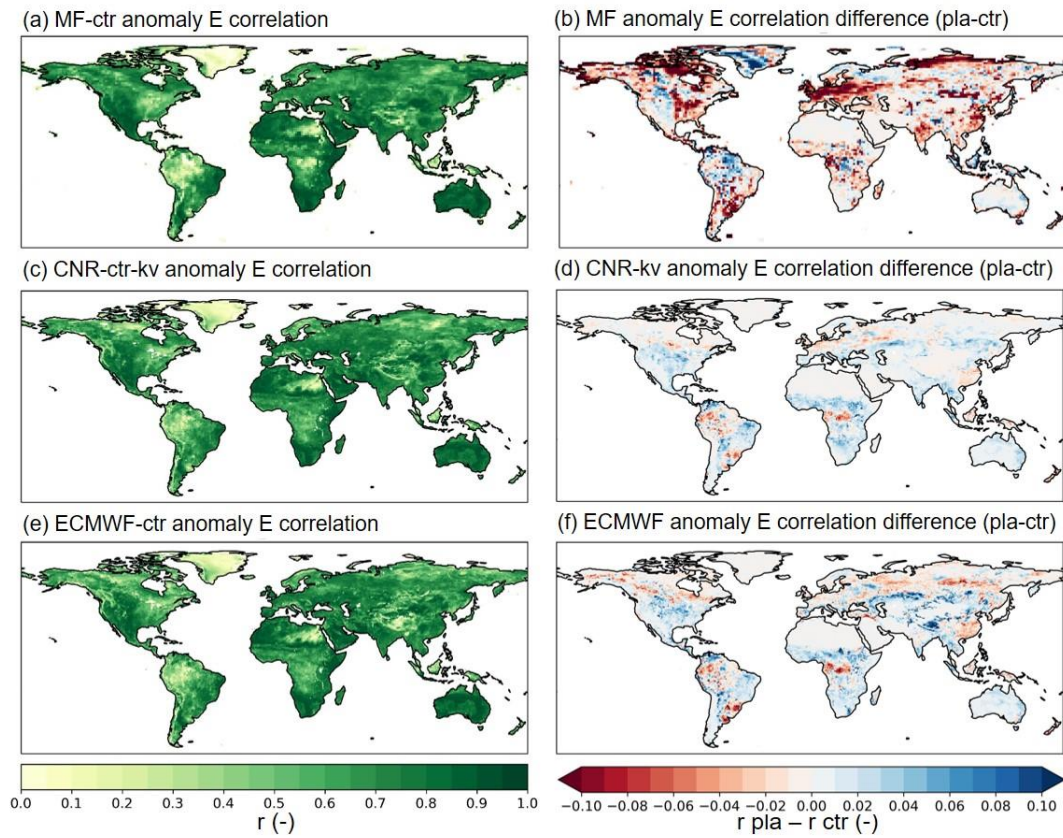 (a) MF-ctr anomaly E correlation
(b) MF anomaly E correlation difference (pla-ctr)
(c) CNR-ctr-kv anomaly E correlation
(d) CNR-kv anomaly E correlation difference (pla-ctr)
(e) ECMWF-ctr anomaly E correlation
(f) ECMWF anomaly E correlation difference (pla-ctr)
0.0 0.1 0.2 0.3 0.4 0.5 0.6 0.7 0.8 0.9 1.0
r (-)
−0.10 −0.08 −0.06 −0.04 −0.02 0.00 0.02 0.04 0.06 0.08 0.10
r pla – r ctr (-)